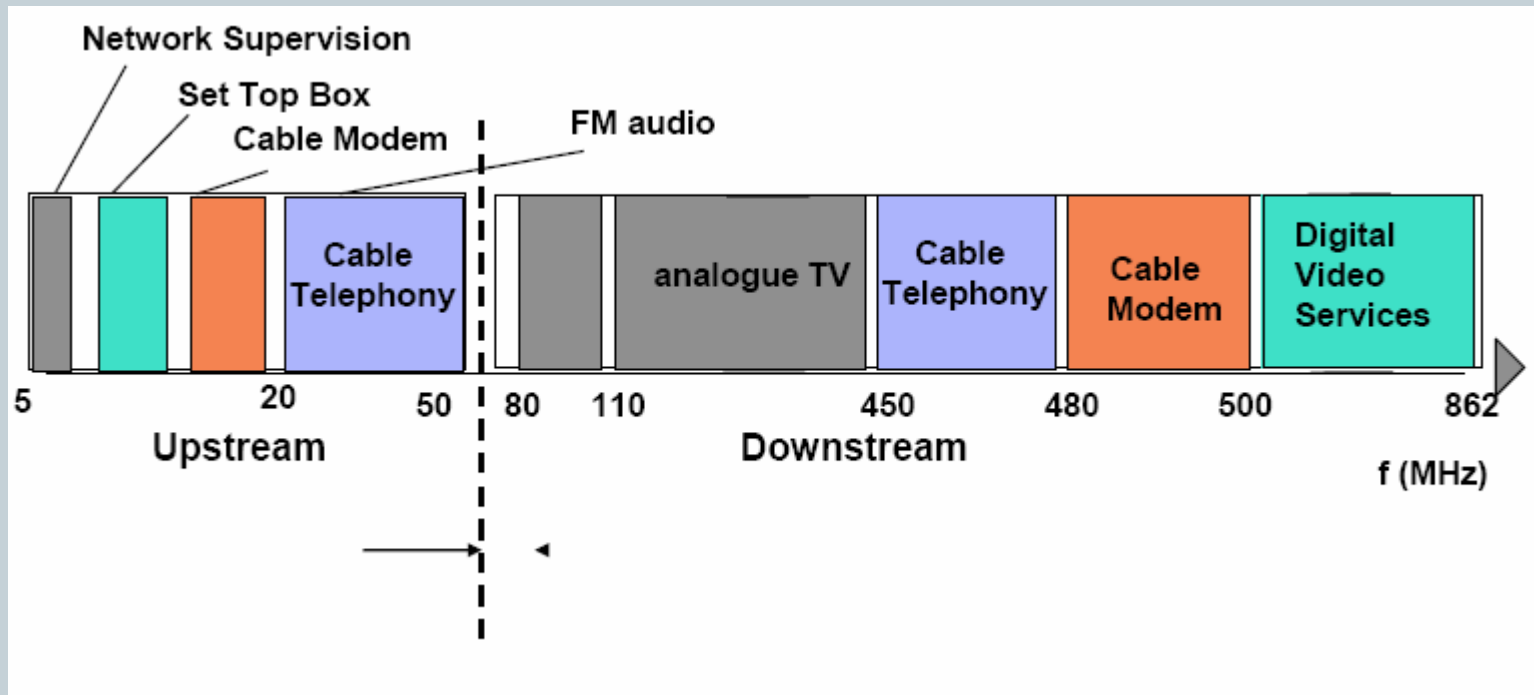 Network Supervision
Set Top Box
Cable Modem
FM audio
Cable
Telephony
analogue TV
Cable
Telephony
Cable
Modem
Digital
Video
Services
5
20
50
80
110
450
480
500
862
Upstream
Downstream
f (MHz)